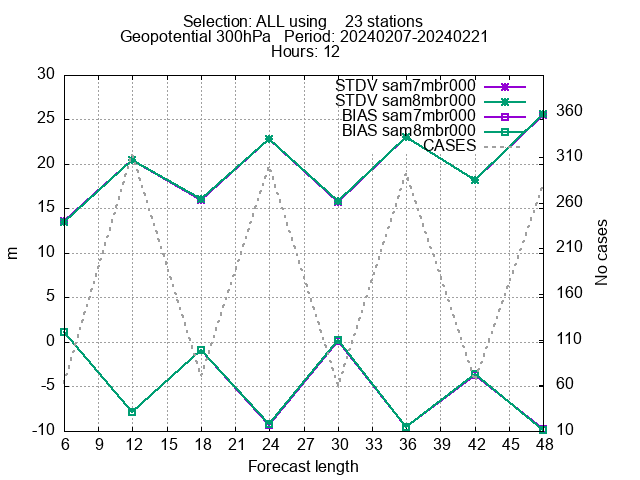 Selection: ALL using    23 stations
Geopotential 300hPa   Period: 20240207-20240221
Hours: 12
STDV sam7mbr000
STDV sam8mbr000
BIAS sam7mbr000
BIAS sam8mbr000
CASES
30
25
20
15
10
5
0
-5
-10
m
360
310
260
210
160
110
60
10
No cases
6 9 12 15 18 21 24 27 30 33 36 39 42 45 48
Forecast length